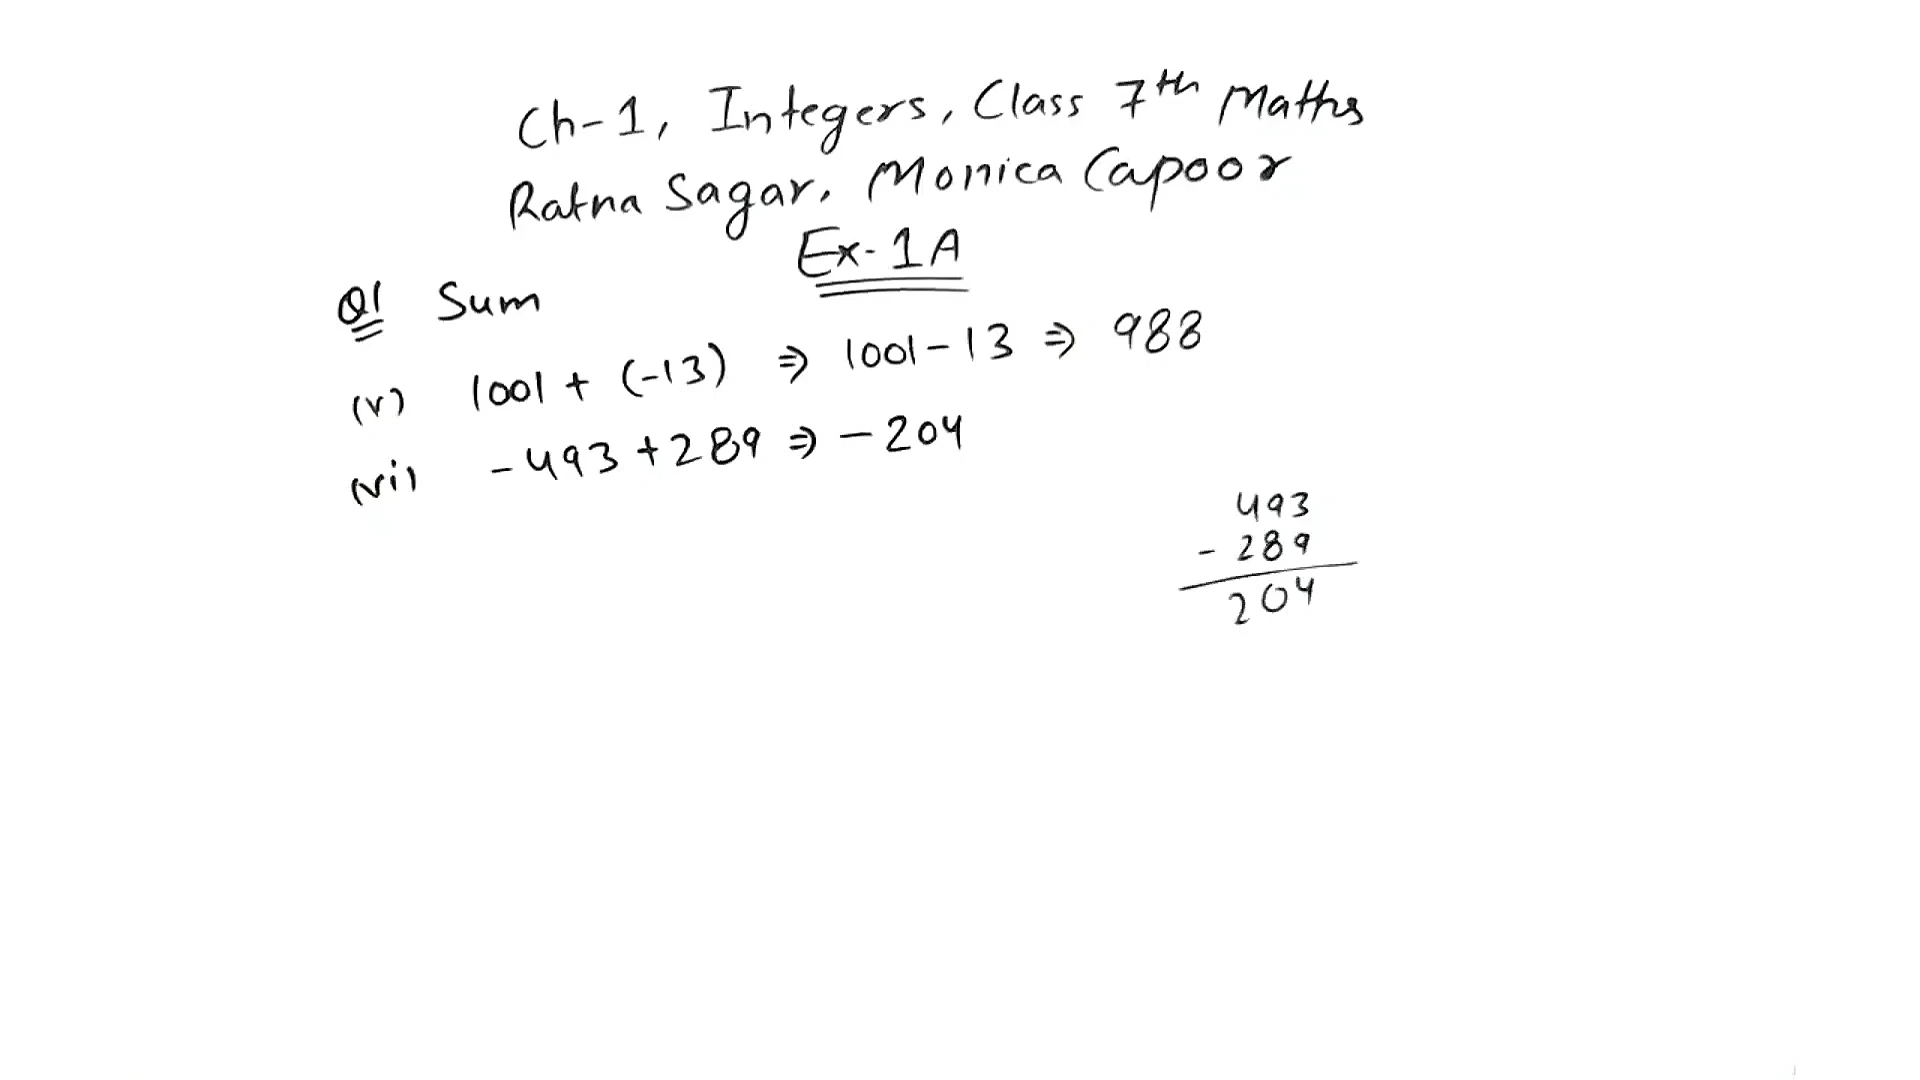 Ch-1, Integers, Class 7th Maths
Ratna Sagar, Monica Capoor
Ex-1A
Q1 Sum
(v) 1001 + (-13) ⇒ 1001 - 13 ⇒ 988
(vi) -493 + 289 ⇒ -204
493
- 289
204